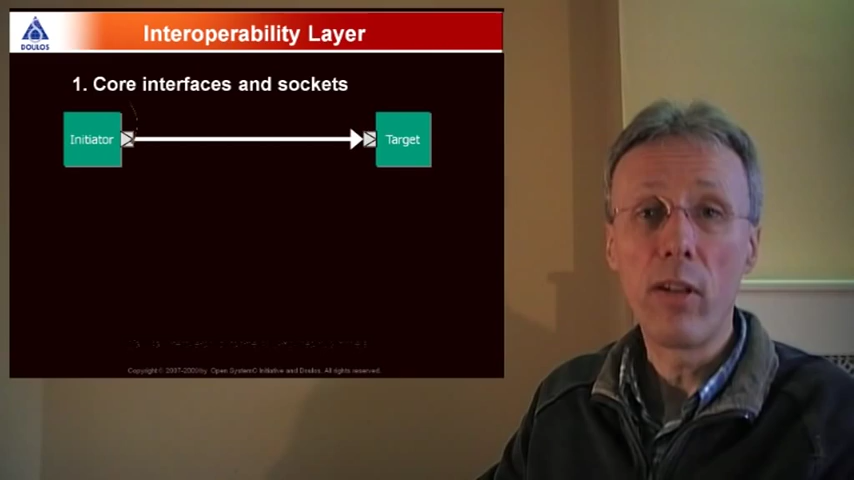 DOULOS
Interoperability Layer
1. Core interfaces and sockets
Initiator
Target
Copyright © 2007-2008 by Open SystemC Initiative and Doulos. All rights reserved.